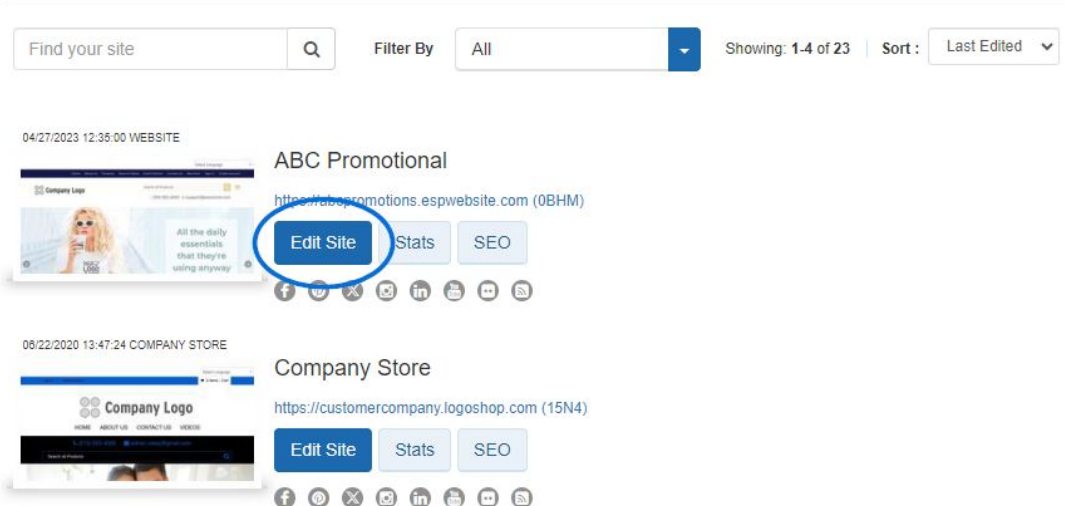 Find your site
Filter By
All
Showing: 1-4 of 23
Sort :
Last Edited
04/27/2023 12:35:00 WEBSITE
Company Logo
All the daily
essentials
that they're
using anyway
ABC Promotional
https://abcpromotions.espwebsite.com (0BHM)
Edit Site
Stats
SEO
06/22/2020 13:47:24 COMPANY STORE
Company Logo
HOME ABOUT US CONTACT US VIDEOS
Company Store
https://customercompany.logoshop.com (15N4)
Edit Site
Stats
SEO